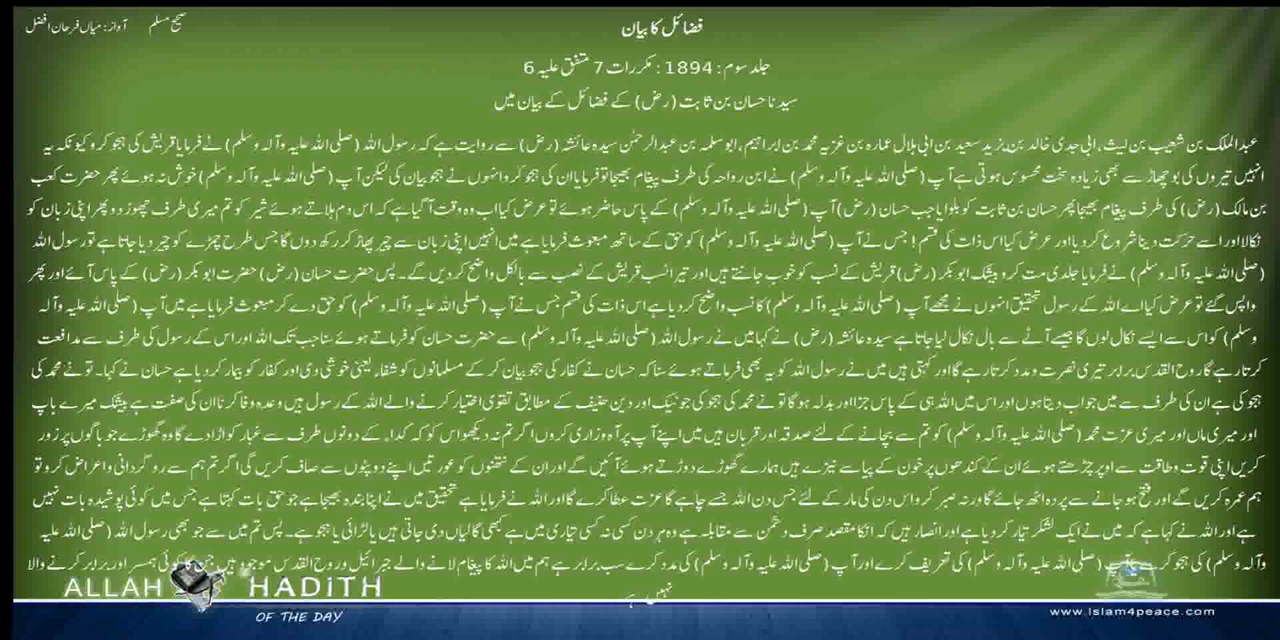 فضائل کا بیان
صحیح مسلم آواز: میاں فرحان افضل
جلد سوم : 1894 : مکررات 7 متفق علیہ 6
سیدنا حسان بن ثابت (رض) کے فضائل کے بیان میں
عبدالملک بن شعیب بن لیث، ابی جدی خالد بن یزید سعید بن ابی ہلال عمارہ بن غزیہ محمد بن ابراہیم، ابوسلمہ بن عبدالرحمٰن سیدہ عائشہ (رض) سے روایت ہے کہ رسول اللہ (صلی اللہ علیہ وآلہ وسلم) نے فرمایا قریش کی ہجو کرو کیونکہ یہ
انہیں تیروں کی بوچھاڑ سے بھی زیادہ سخت محسوس ہوتی ہے آپ (صلی اللہ علیہ وآلہ وسلم) نے ابن رواحہ کی طرف پیغام بھیجا تو فرمایا ان کی ہجو کرو انہوں نے ہجو بیان کی لیکن آپ (صلی اللہ علیہ وآلہ وسلم) خوش نہ ہوئے پھر حضرت کعب
بن مالک (رض) کی طرف پیغام بھیجا پھر حسان بن ثابت کو بلوایا جب حسان (رض) آپ (صلی اللہ علیہ وآلہ وسلم) کے پاس حاضر ہوئے تو عرض کیا اب وہ وقت آگیا ہے کہ اس دم ہلاتے ہوئے شیر کو تم میری طرف چھوڑ دو پھر اپنی زبان کو
نکالا اور اسے حرکت دینا شروع کر دیا اور عرض کیا اس ذات کی قسم! جس نے آپ (صلی اللہ علیہ وآلہ وسلم) کو حق کے ساتھ مبعوث فرمایا ہے میں انہیں اپنی زبان سے چیر پھاڑ کر رکھ دوں گا جس طرح چمڑے کو چیر دیا جاتا ہے تو رسول اللہ
(صلی اللہ علیہ وآلہ وسلم) نے فرمایا جلدی مت کرو بیشک ابوبکر (رض) قریش کے نسب کو خوب جانتے ہیں اور تیرا نسب قریش کے نصب سے بالکل واضح کر دیں گے۔ پس حضرت حسان (رض) حضرت ابوبکر (رض) کے پاس آئے اور پھر
واپس گئے تو عرض کیا اے اللہ کے رسول تحقیق انہوں نے مجھے آپ (صلی اللہ علیہ وآلہ وسلم) کا نسب واضح کر دیا ہے اس ذات کی قسم جس نے آپ (صلی اللہ علیہ وآلہ وسلم) کو حق دے کر مبعوث فرمایا ہے میں آپ (صلی اللہ علیہ وآلہ
وسلم) کو اس سے ایسے نکال لوں گا جیسے آٹے سے بال نکال لیا جاتا ہے سیدہ عائشہ (رض) نے کہا میں نے رسول اللہ (صلی اللہ علیہ وآلہ وسلم) سے حضرت حسان کو فرماتے ہوئے سنا جب تک اللہ اور اس کے رسول کی طرف سے مدافعت
کرتا رہے گا روح القدس برابر تیری نصرت و مدد کرتا رہے گا اور کہتی ہیں میں نے رسول اللہ کو یہ بھی فرماتے ہوئے سنا کہ حسان نے کفار کی ہجو بیان کر کے مسلمانوں کو شفاء یعنی خوشی دی اور کفار کو بیمار کر دیا ہے حسان نے کہا۔ تو نے محمد کی
ہجو کی ہے ان کی طرف سے میں جواب دیتا ہوں اور اس میں اللہ ہی کے پاس جزا اور بدلہ ہوگا تو نے محمد کی ہجو کی جو نیک اور دین حنیف کے مطابق تقوی اختیار کرنے والے اللہ کے رسول ہیں وعدہ وفا کرنا ان کی صفت ہے بیشک میرے باپ
اور میری ماں اور میری عزت محمد (صلی اللہ علیہ وآلہ وسلم) کو تم سے بچانے کے لئے صدقہ اور قربان ہیں میں اپنے آپ پر آہ وزاری کروں اگر تم نہ دیکھو اس کو کہ کداء کے دونوں طرف سے غبار کو اڑا دے گا وہ گھوڑے جو باگوں پر زور
کریں اپنی قوت و طاقت سے اوپر چڑھتے ہوئے ان کے کندھوں پر خون کے پیاسے نیزے ہیں ہمارے گھوڑے دوڑتے ہوئے آئیں گے اور ان کے نتھنوں کو عورتیں اپنے دوپٹوں سے صاف کریں گی اگر تم ہم سے روگردانی و اعراض کرو تو
ہم عمرہ کریں گے اور فتح ہو جانے سے پردہ اٹھ جائے گا ورنہ صبر کرو اس دن کی مار کے لئے جس دن اللہ جسے چاہے گا عزت عطا کرے گا اور اللہ نے فرمایا ہے تحقیق میں نے اپنا بندہ بھیجا ہے جو حق بات کہتا ہے جس میں کوئی پوشیدہ بات نہیں
ہے اور اللہ نے کہا ہے کہ میں نے ایک لشکر تیار کر دیا ہے اور انصار ہیں کہ انکا مقصد صرف دشمن سے مقابلہ ہے وہ ہر دن کسی نہ کسی تیاری میں ہے کبھی گالیاں دی جاتی ہیں یا لڑائی یا ہجو ہے۔ پس تم میں سے جو بھی رسول اللہ (صلی اللہ علیہ
وآلہ وسلم) کی ہجو کرے آپ (صلی اللہ علیہ وآلہ وسلم) کی تعریف کرے اور آپ (صلی اللہ علیہ وآلہ وسلم) کی مدد کرے سب برابر ہے ہم میں اللہ کا پیغام لانے والے جبرائیل و روح القدس موجود ہیں جن کا کوئی ہمسر اور برابر کرنے والا
نہیں ہے
ALLAH HADITH
OF THE DAY
www.islam4peace.com